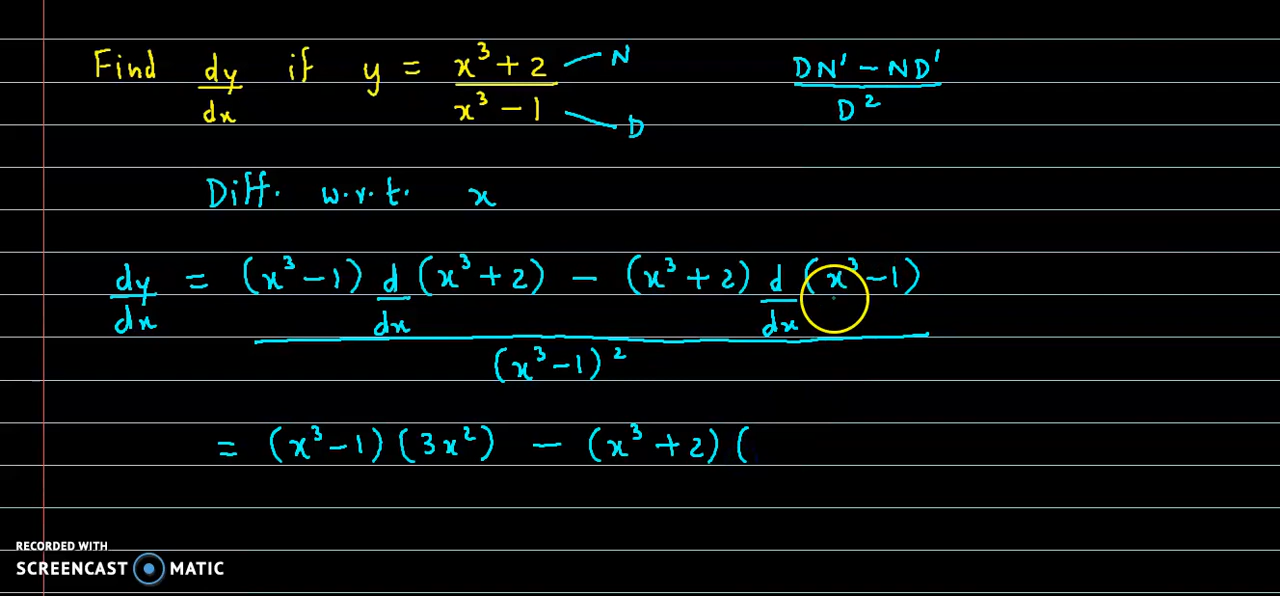 Find dy/dx if y = (x³ + 2)/(x³ - 1) N D (DN' - ND')/D²
Diff. w.r.t. x
dy/dx = ((x³ - 1) d/dx (x³ + 2) - (x³ + 2) d/dx (x³ - 1))/(x³ - 1)²
= (x³ - 1) (3x²) - (x³ + 2) (
RECORDED WITH
SCREENCAST MATIC